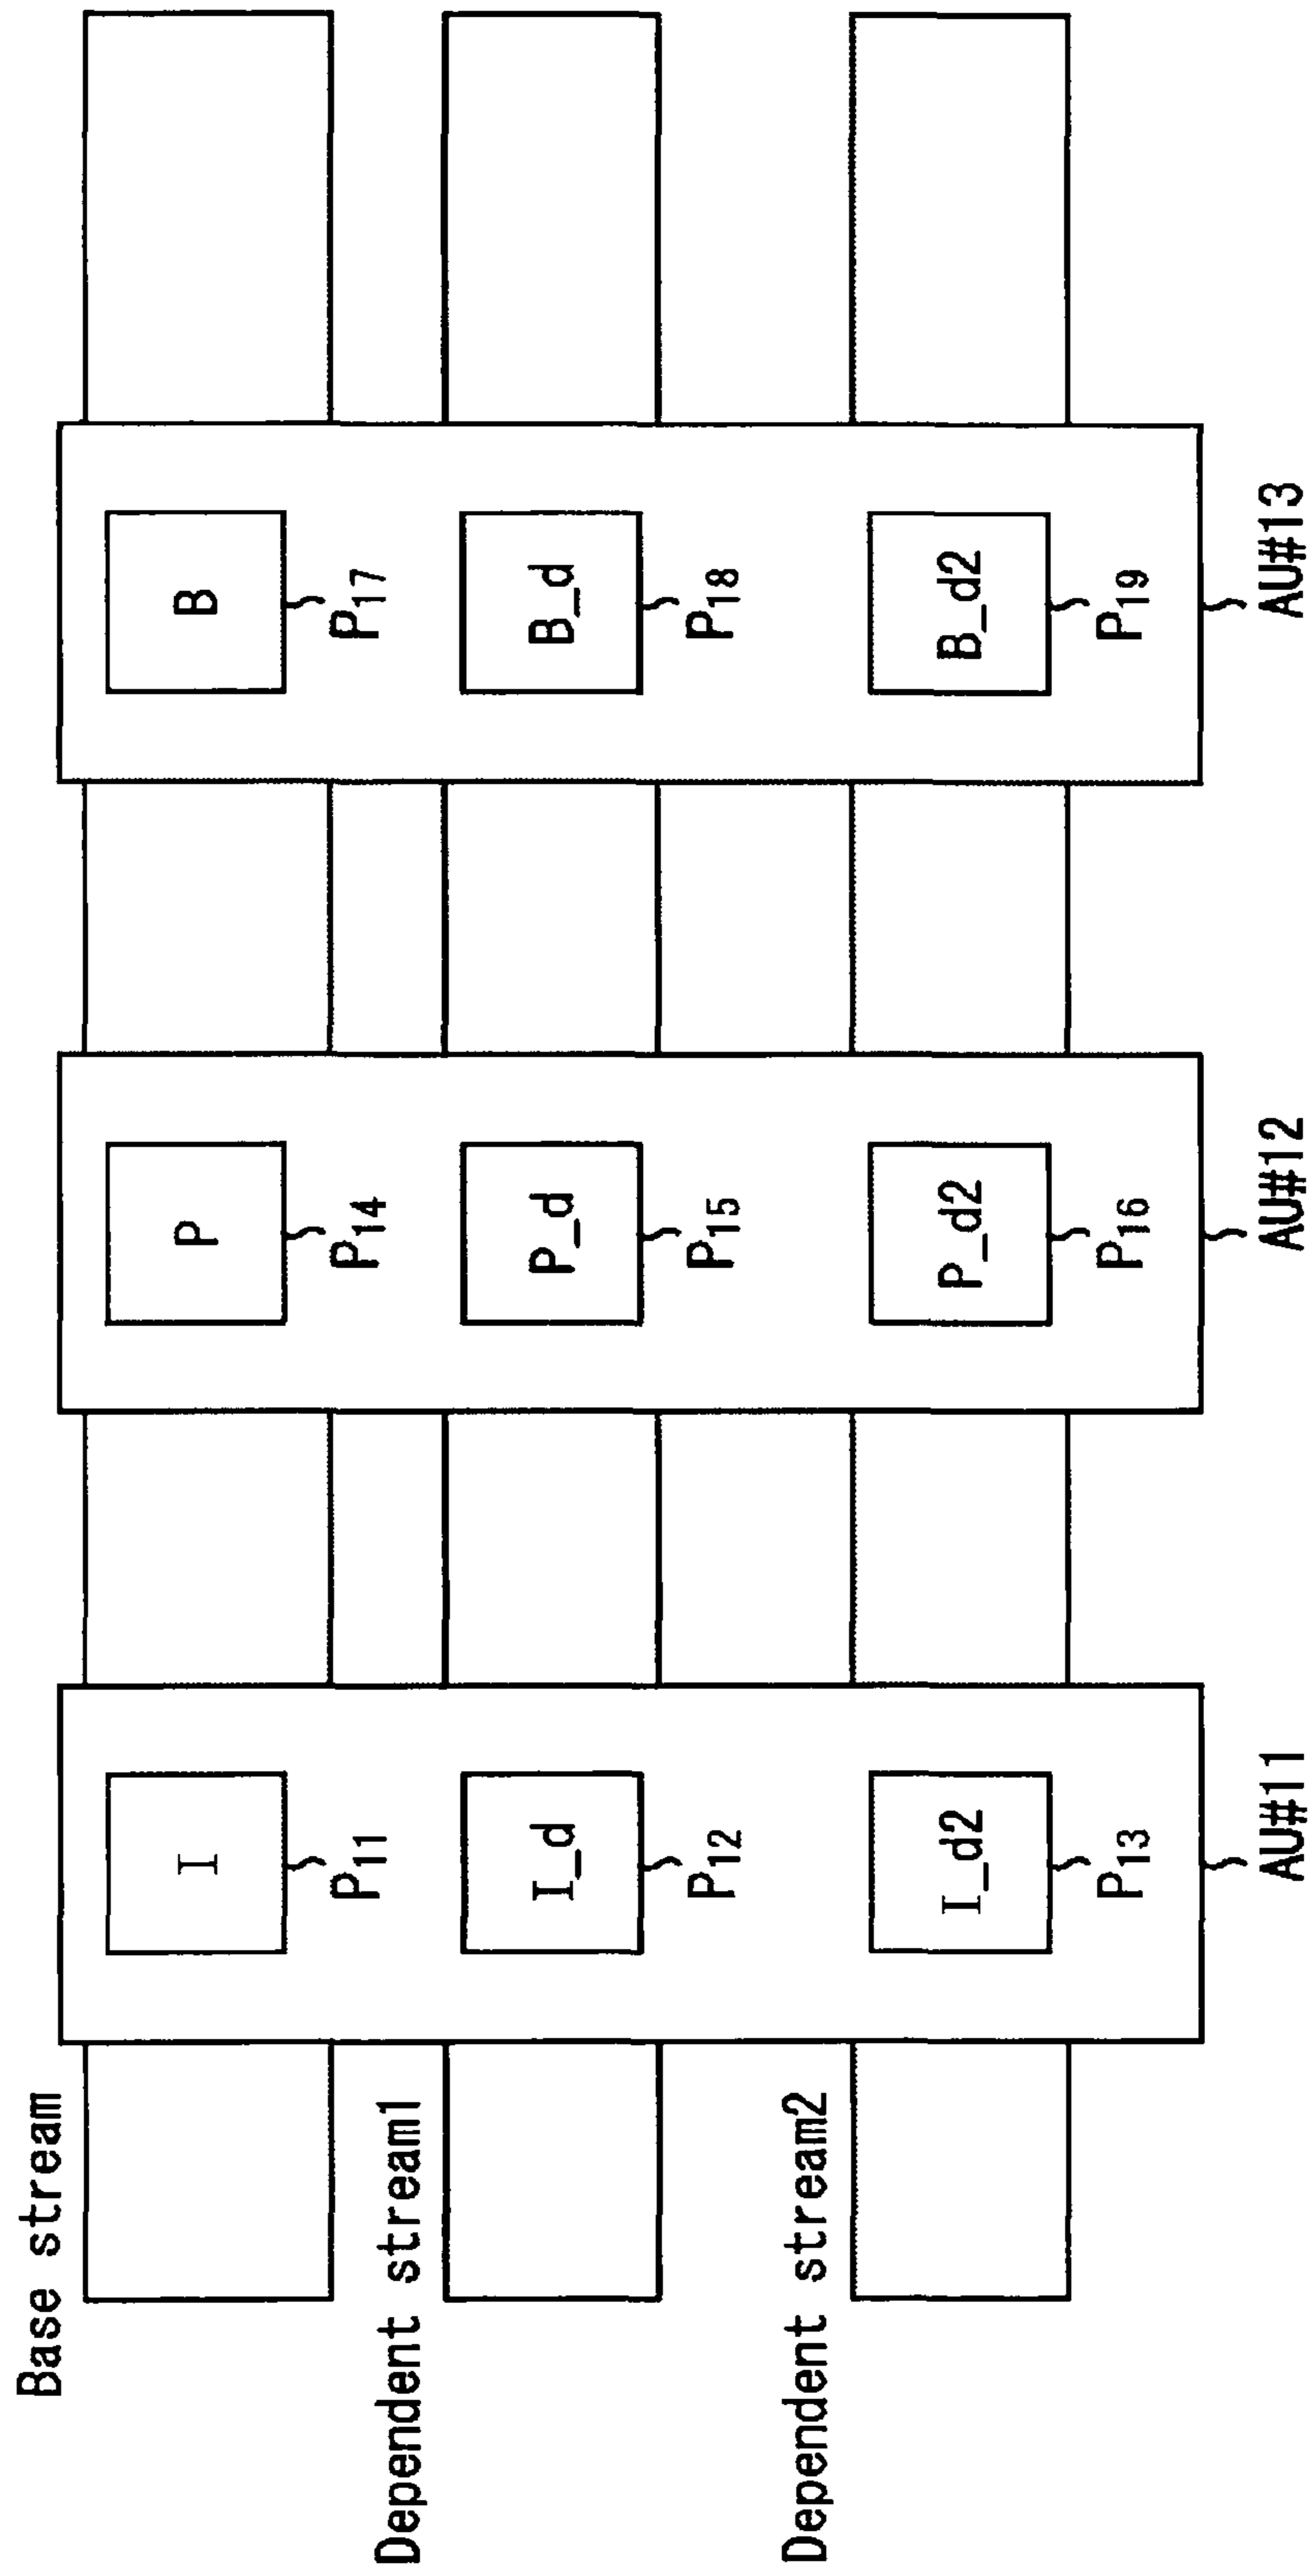 Base stream
I
P
B
P11
P14
P17
Dependent stream1
I_d
P_d
B_d
P12
P15
P18
Dependent stream2
I_d2
P_d2
B_d2
P13
P16
P19
AU#11
AU#12
AU#13